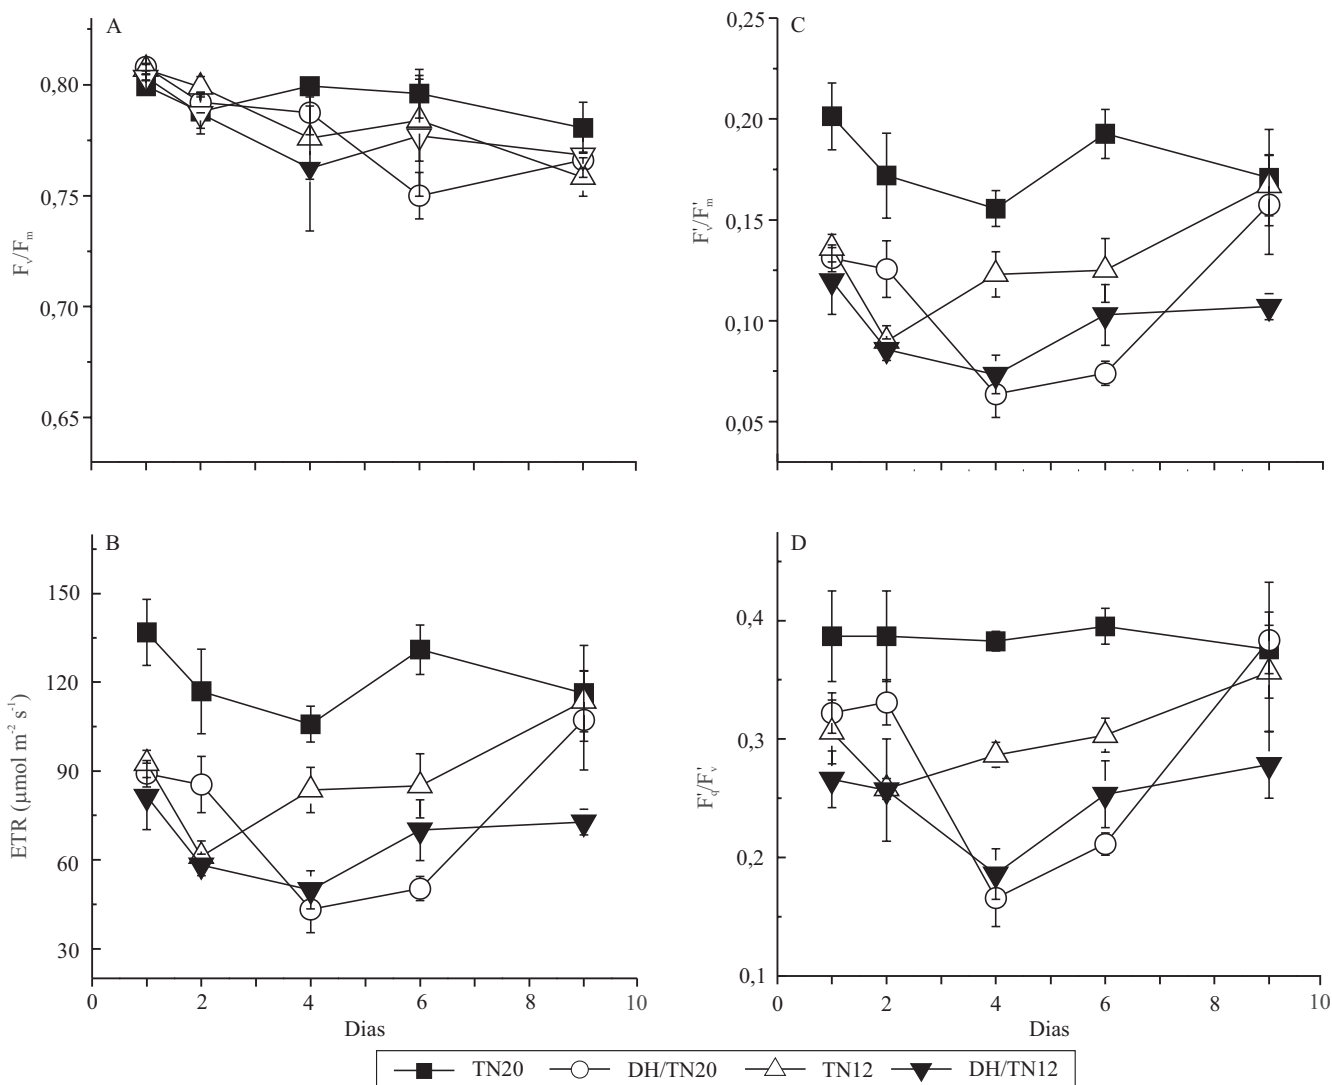 A
0,80
0,75
0,70
0,65
Fv/Fm
C
0,25
0,20
0,15
0,10
0,05
F'v/F'm
B
150
120
90
60
30
ETR (µmol m-2 s-1)
0 2 4 6 8 10
Dias
D
0,4
0,3
0,2
0,1
F'q/F'v
0 2 4 6 8 10
Dias
TN20 DH/TN20 TN12 DH/TN12